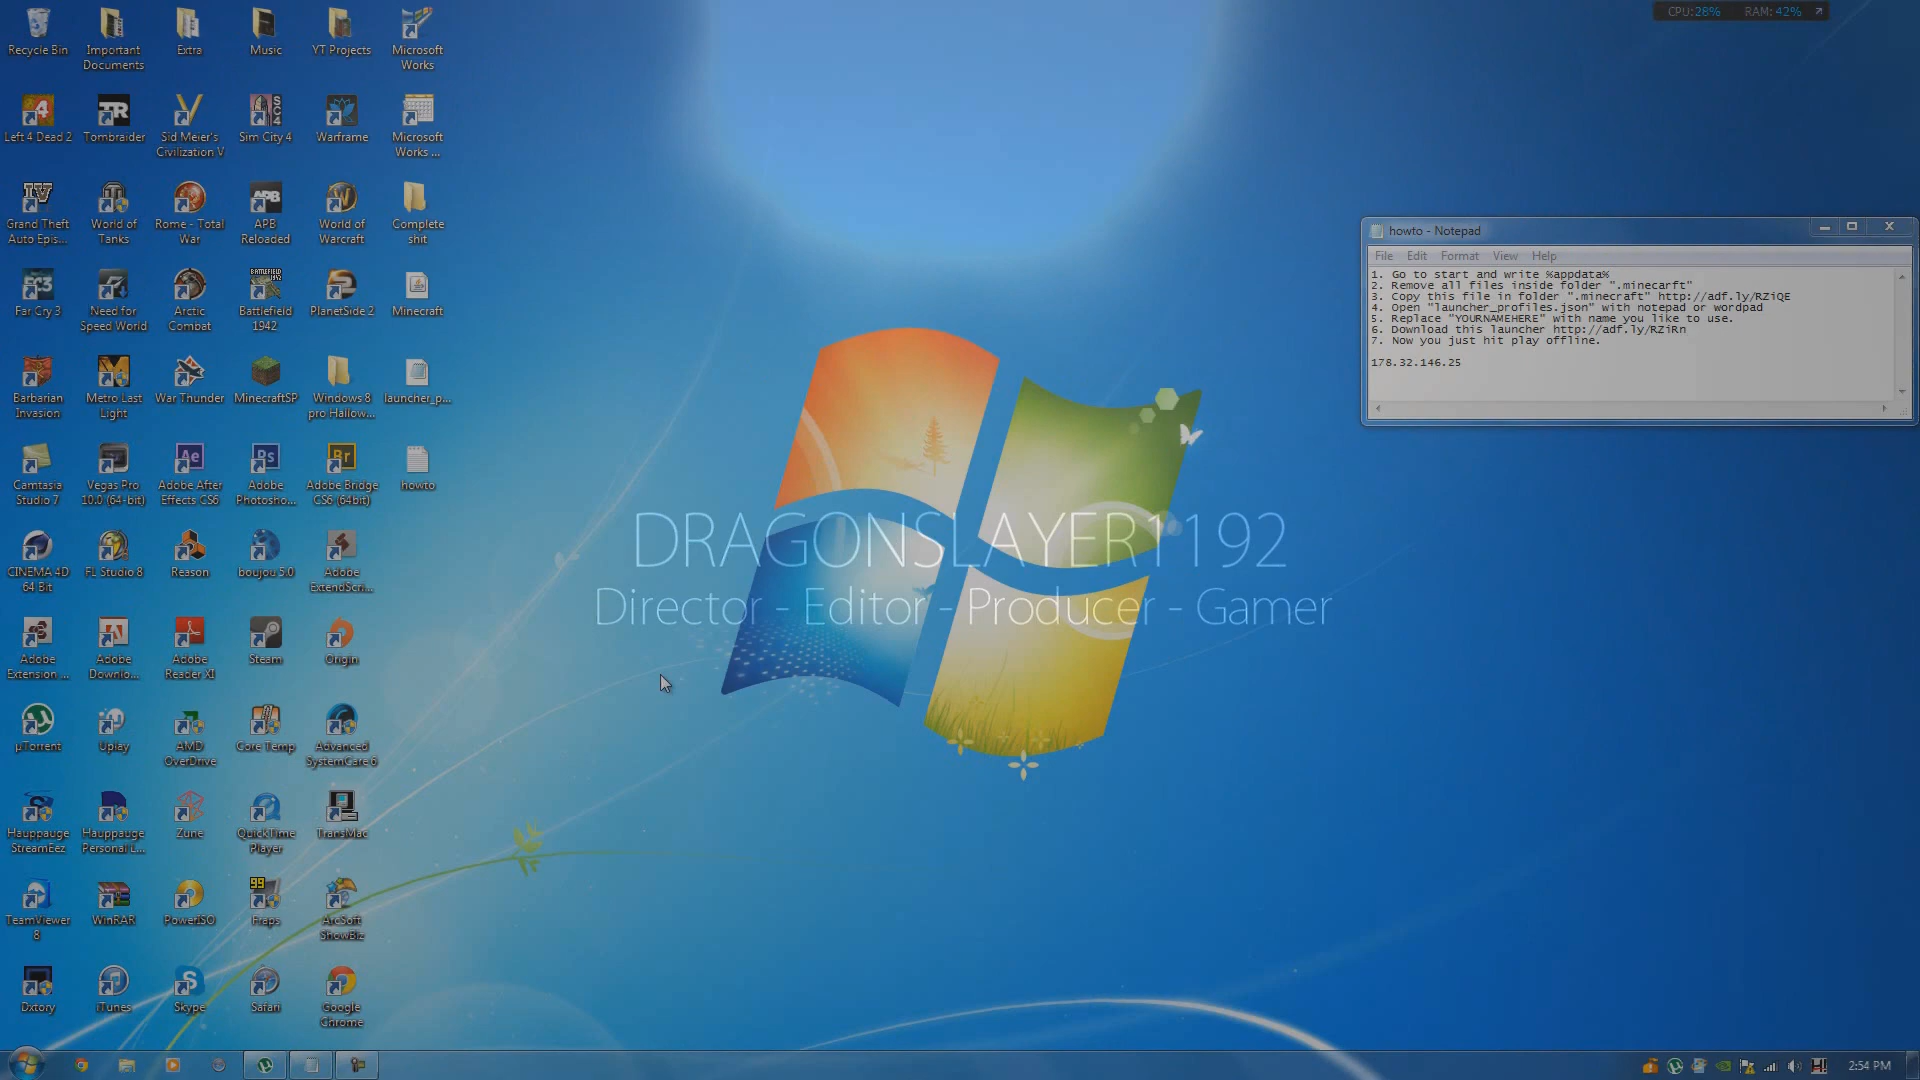 CPU:28% RAM: 42%
Recycle Bin
Important Documents
Extra
Music
YT Projects
Microsoft Works
Left 4 Dead 2
Tombraider
Sid Meier's Civilization V
Sim City 4
Warframe
Microsoft Works ...
Grand Theft Auto Epis...
World of Tanks
Rome - Total War
APB Reloaded
World of Warcraft
Complete shit
Far Cry 3
Need for Speed World
Arctic Combat
Battlefield 1942
PlanetSide 2
Minecraft
Barbarian Invasion
Metro Last Light
War Thunder
MinecraftSP
Windows 8 pro Hallow...
launcher_p...
Camtasia Studio 7
Vegas Pro 10.0 (64-bit)
Adobe After Effects CS6
Adobe Photosho...
Adobe Bridge CS6 (64bit)
howto
CINEMA 4D 64 Bit
FL Studio 8
Reason
boujou 5.0
Adobe ExtendScri...
Adobe Extension ...
Adobe Downlo...
Adobe Reader XI
Steam
Origin
µTorrent
Uplay
AMD OverDrive
Core Temp
Advanced SystemCare 6
Hauppauge StreamEez
Hauppauge Personal L...
Zune
QuickTime Player
TransMac
TeamViewer 8
WinRAR
PowerISO
Fraps
ArcSoft ShowBiz
Dxtory
iTunes
Skype
Safari
Google Chrome
howto - Notepad
File Edit Format View Help
1. Go to start and write %appdata%
2. Remove all files inside folder ".minecarft"
3. Copy this file in folder ".minecraft" http://adf.ly/RZiQE
4. Open "launcher_profiles.json" with notepad or wordpad
5. Replace "YOURNAMEHERE" with name you like to use.
6. Download this launcher http://adf.ly/RZiRn
7. Now you just hit play offline.
178.32.146.25
DRAGONSLAYER1192
Director - Editor - Producer - Gamer
2:54 PM